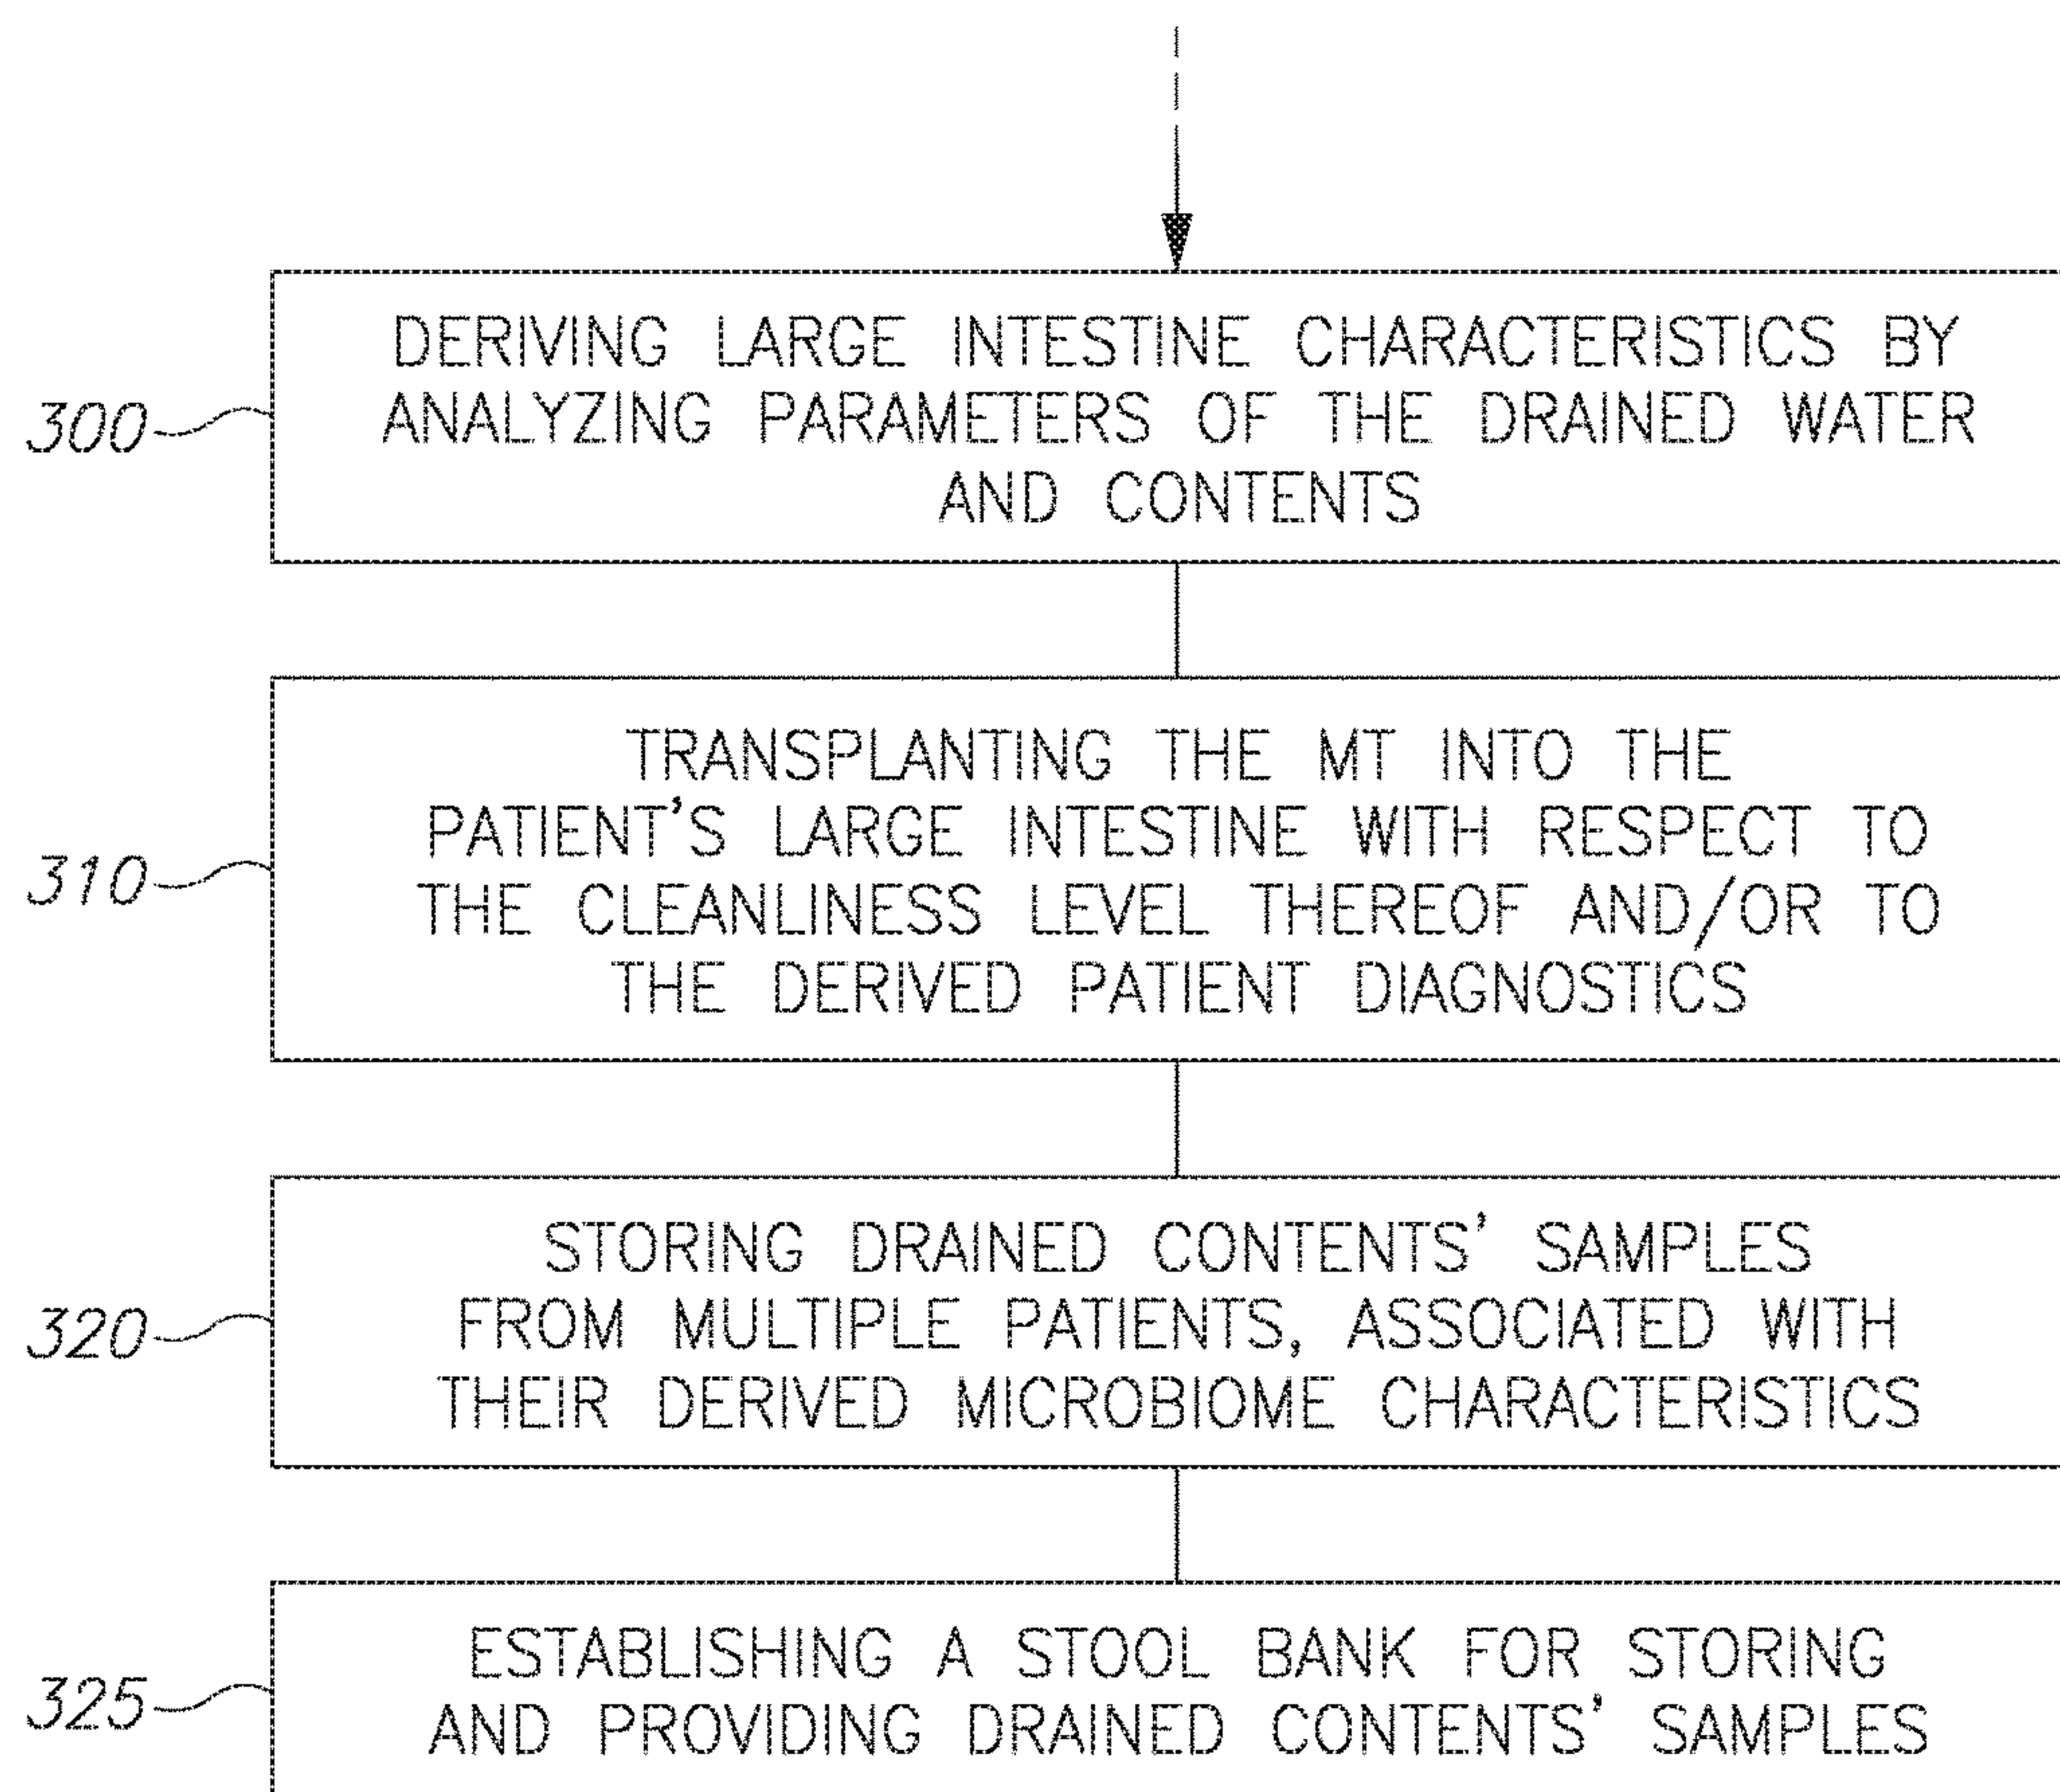 DERIVING LARGE INTESTINE CHARACTERISTICS BY
300 ANALYZING PARAMETERS OF THE DRAINED WATER
AND CONTENTS
TRANSPLANTING THE MT INTO THE
PATIENT'S LARGE INTESTINE WITH RESPECT TO
310 THE CLEANLINESS LEVEL THEREOF AND/OR TO
THE DERIVED PATIENT DIAGNOSTICS
STORING DRAINED CONTENTS' SAMPLES
320 FROM MULTIPLE PATIENTS, ASSOCIATED WITH
THEIR DERIVED MICROBIOME CHARACTERISTICS
325 ESTABLISHING A STOOL BANK FOR STORING
AND PROVIDING DRAINED CONTENTS' SAMPLES